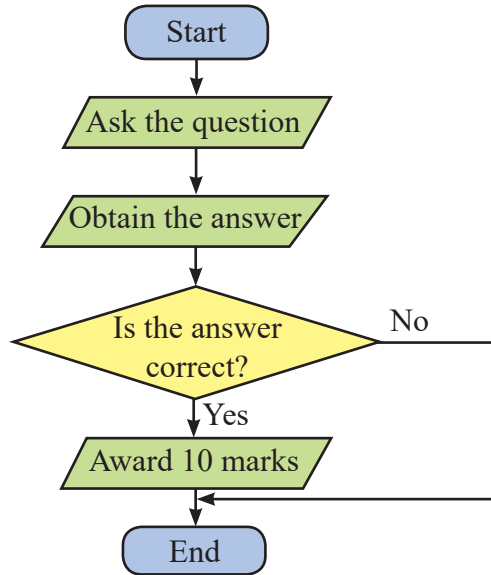 Start
Ask the question
Obtain the answer
Is the answer
correct?
No
Yes
Award 10 marks
End